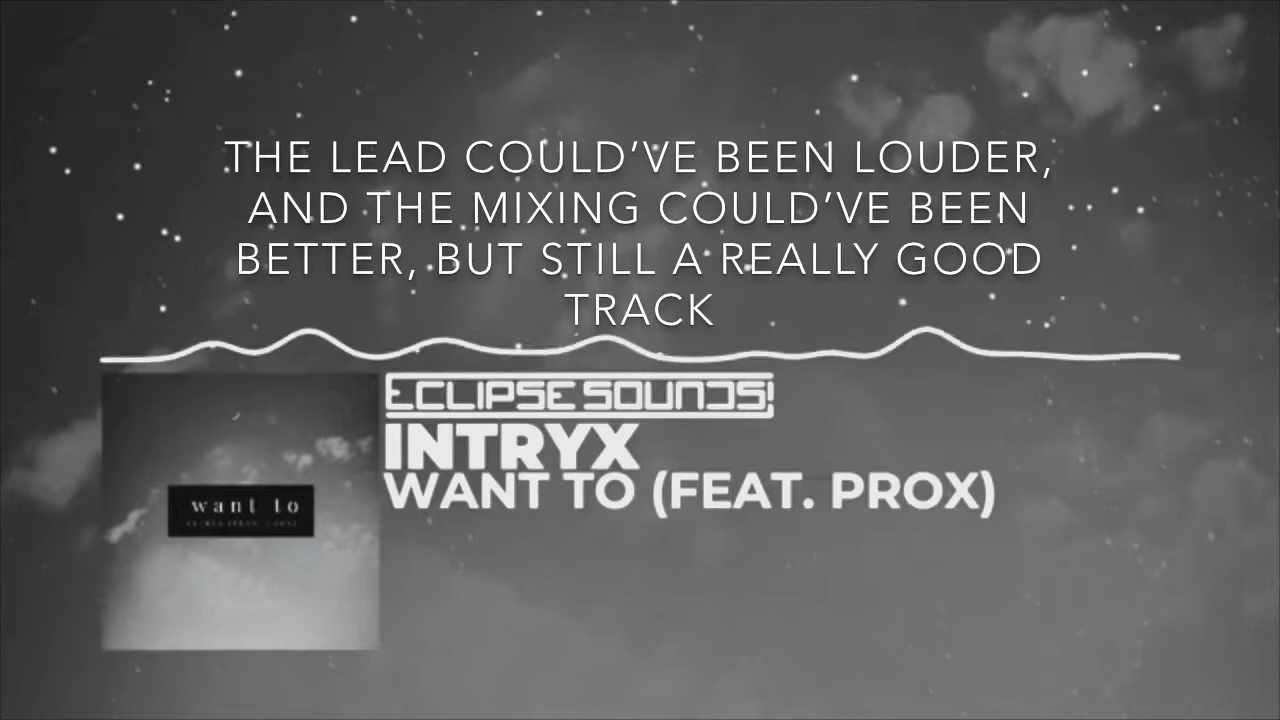 THE LEAD COULD’VE BEEN LOUDER,
AND THE MIXING COULD’VE BEEN
BETTER, BUT STILL A REALLY GOOD
TRACK
ECLIPSE SOUNDS!
INTRYX
WANT TO (FEAT. PROX)
want to